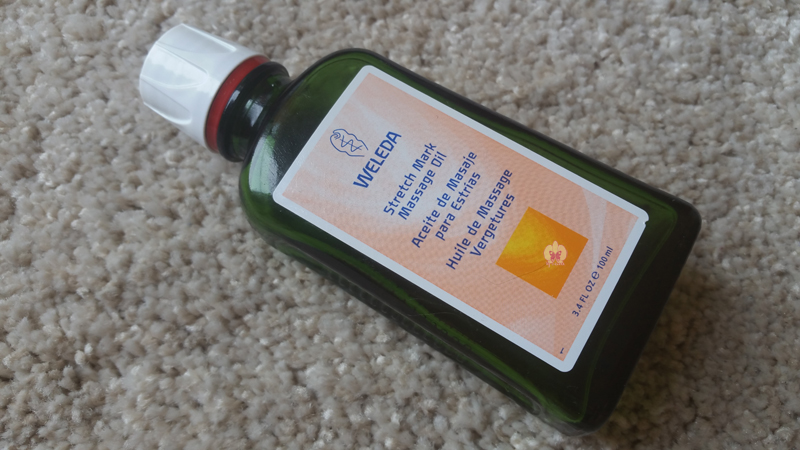 WELEDA
Stretch Mark
Massage Oil
Aceite de Masaje
para Estrías
Huile de Massage
Vergetures
3.4 FL OZ ℮ 100 ml